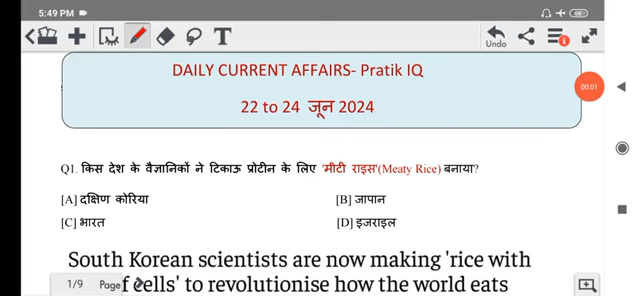 5:49 PM
66
T
Undo
00:01
DAILY CURRENT AFFAIRS- Pratik IQ
22 to 24 जून 2024
Q1. किस देश के वैज्ञानिकों ने टिकाऊ प्रोटीन के लिए 'मीटी राइस'(Meaty Rice) बनाया?
[A] दक्षिण कोरिया
[B] जापान
[C] भारत
[D] इजराइल
South Korean scientists are now making 'rice with
f cells' to revolutionise how the world eats
1/9 Page